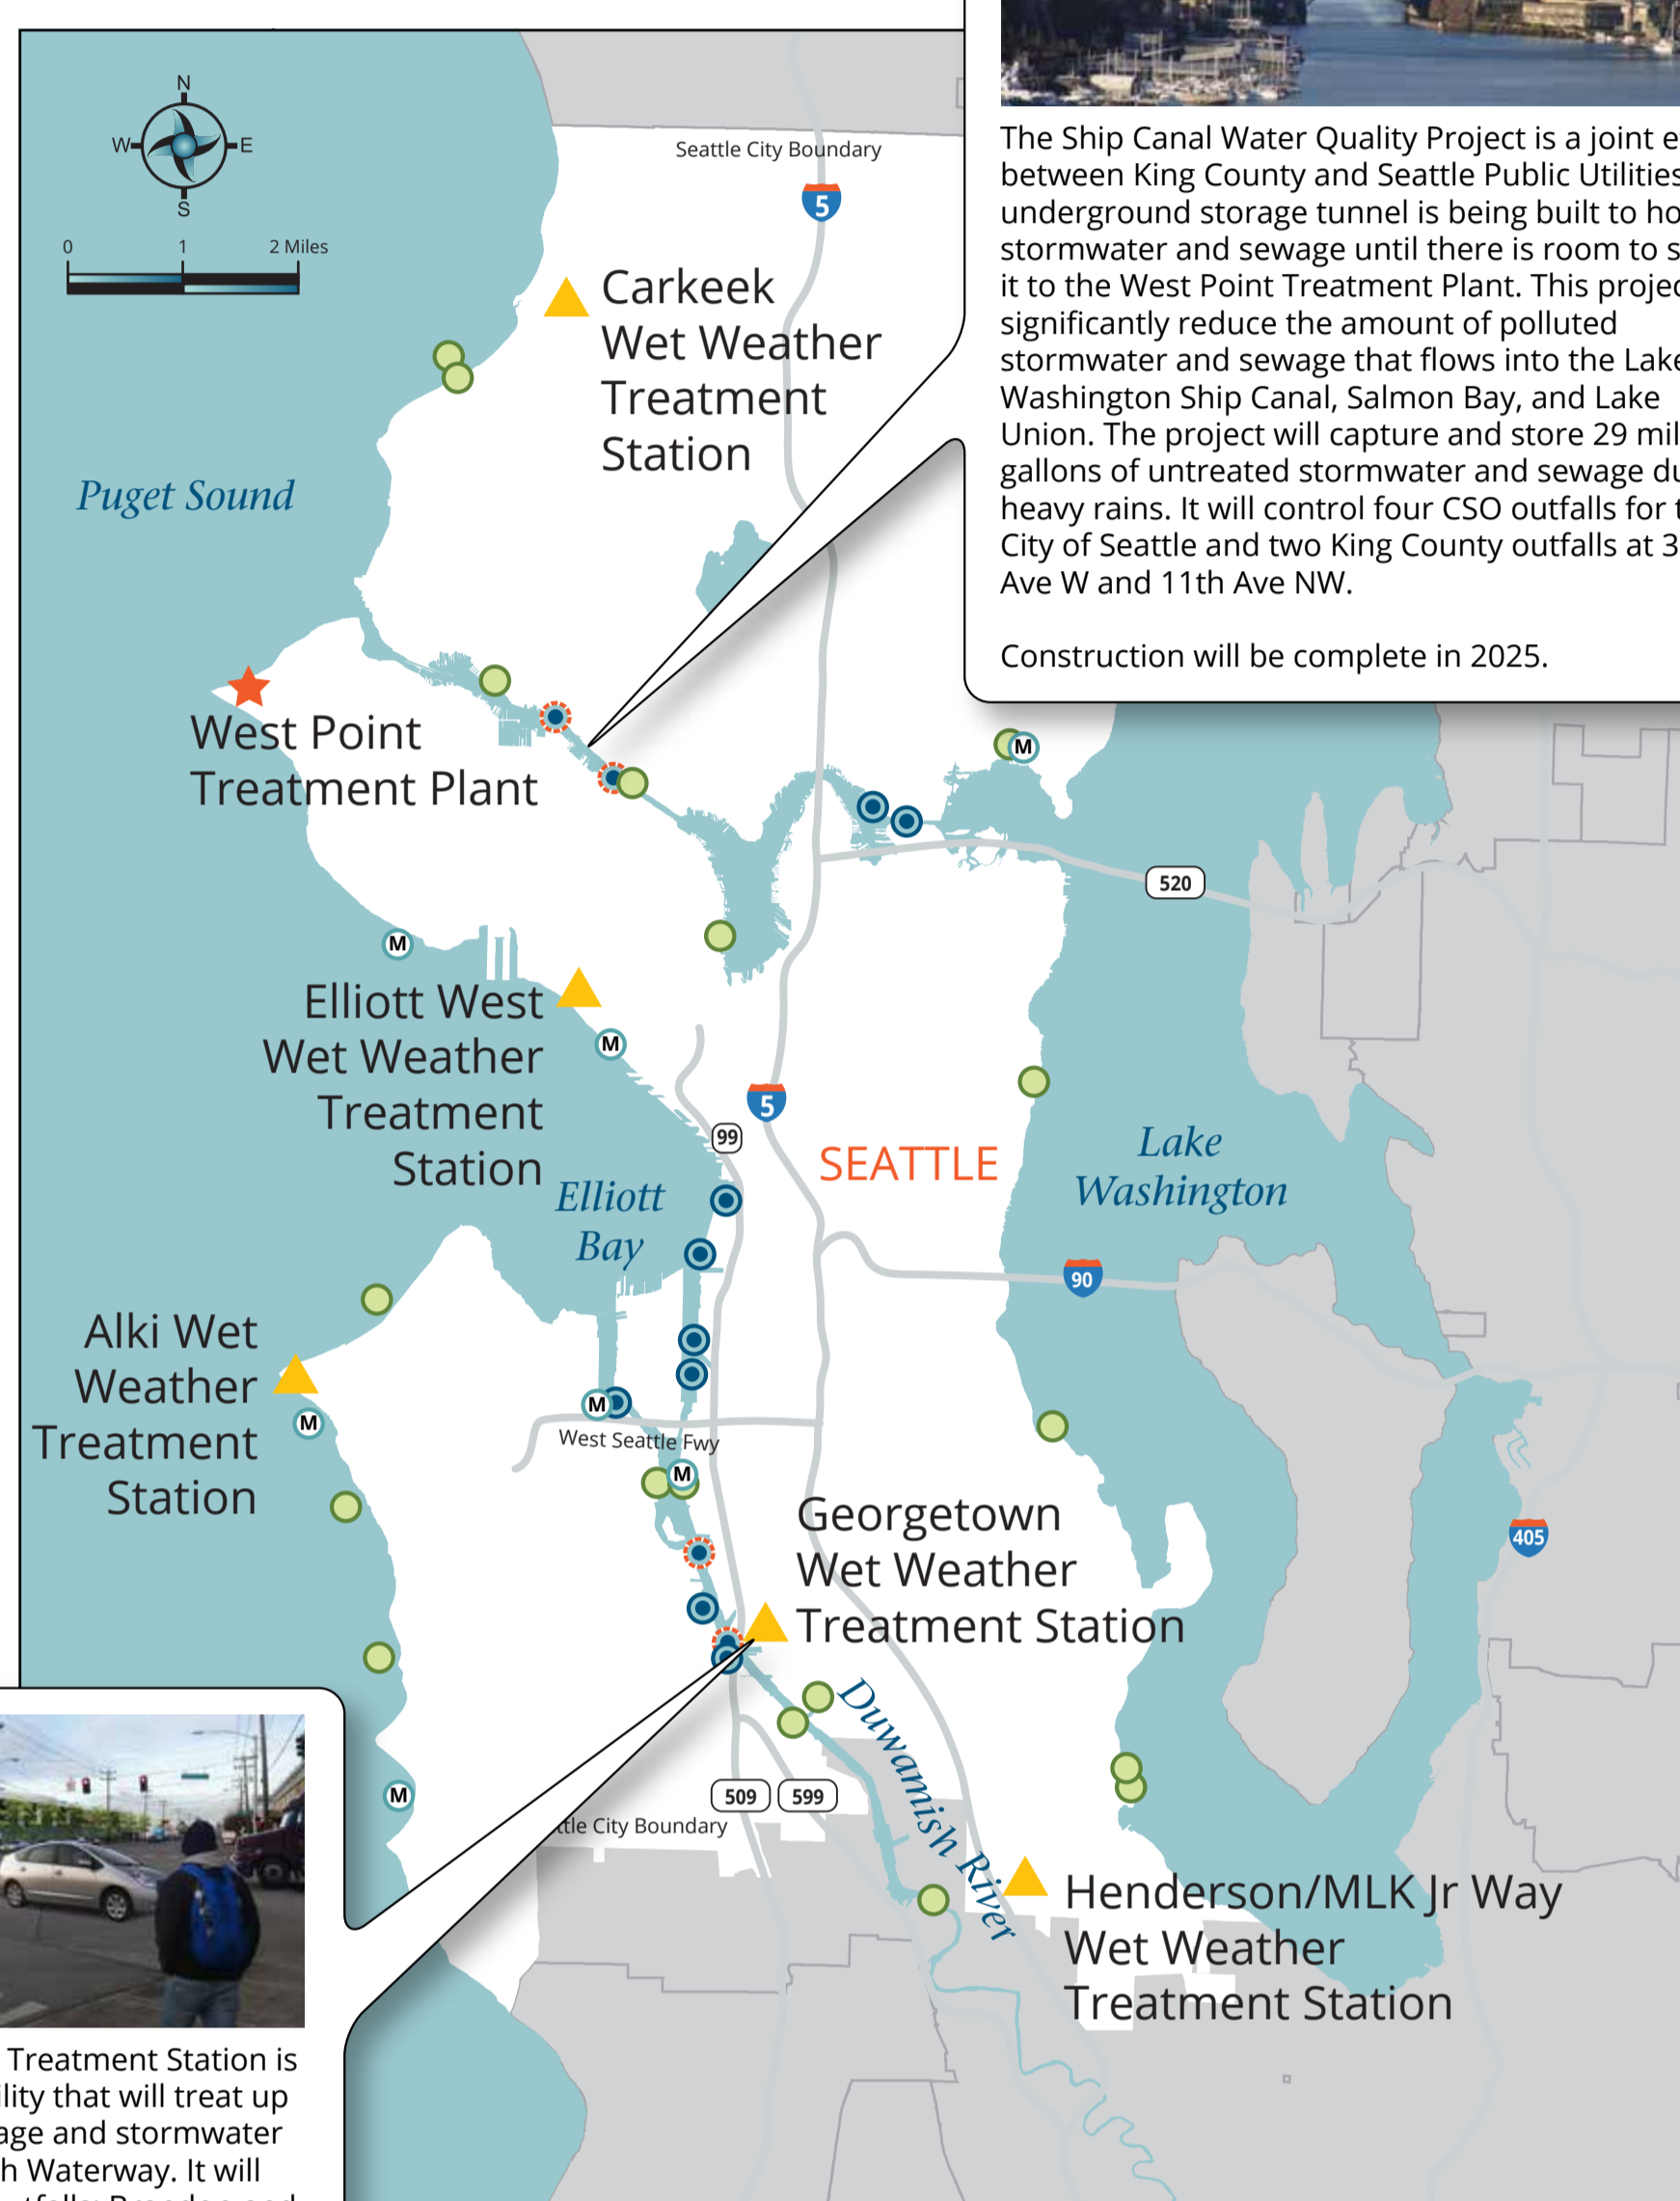 N
W
E
S
0 1 2 Miles
Seattle City Boundary
5
Carkeek
Wet Weather
Treatment
Station
Puget Sound
The Ship Canal Water Quality Project is a joint
between King County and Seattle Public Utilities
underground storage tunnel is being built to
stormwater and sewage until there is room to
it to the West Point Treatment Plant. This
significantly reduce the amount of polluted
stormwater and sewage that flows into the Lake
Washington Ship Canal, Salmon Bay, and Lake
Union. The project will capture and store 29
gallons of untreated stormwater and sewage
heavy rains. It will control four CSO outfalls for
City of Seattle and two King County outfalls at 3
Ave W and 11th Ave NW.
Construction will be complete in 2025.
West Point
Treatment Plant
M
520
M
Elliott West
Wet Weather
Treatment
Station
M
5
99
SEATTLE
Lake
Washington
Elliott
Bay
90
Alki Wet
Weather
Treatment
Station
M
M
West Seattle Fwy
M
Georgetown
Wet Weather
Treatment Station
405
Duwamish River
M
509
599
City Boundary
Henderson/MLK Jr Way
Wet Weather
Treatment Station
Treatment Station is
that will treat up
and stormwater
Waterway. It will